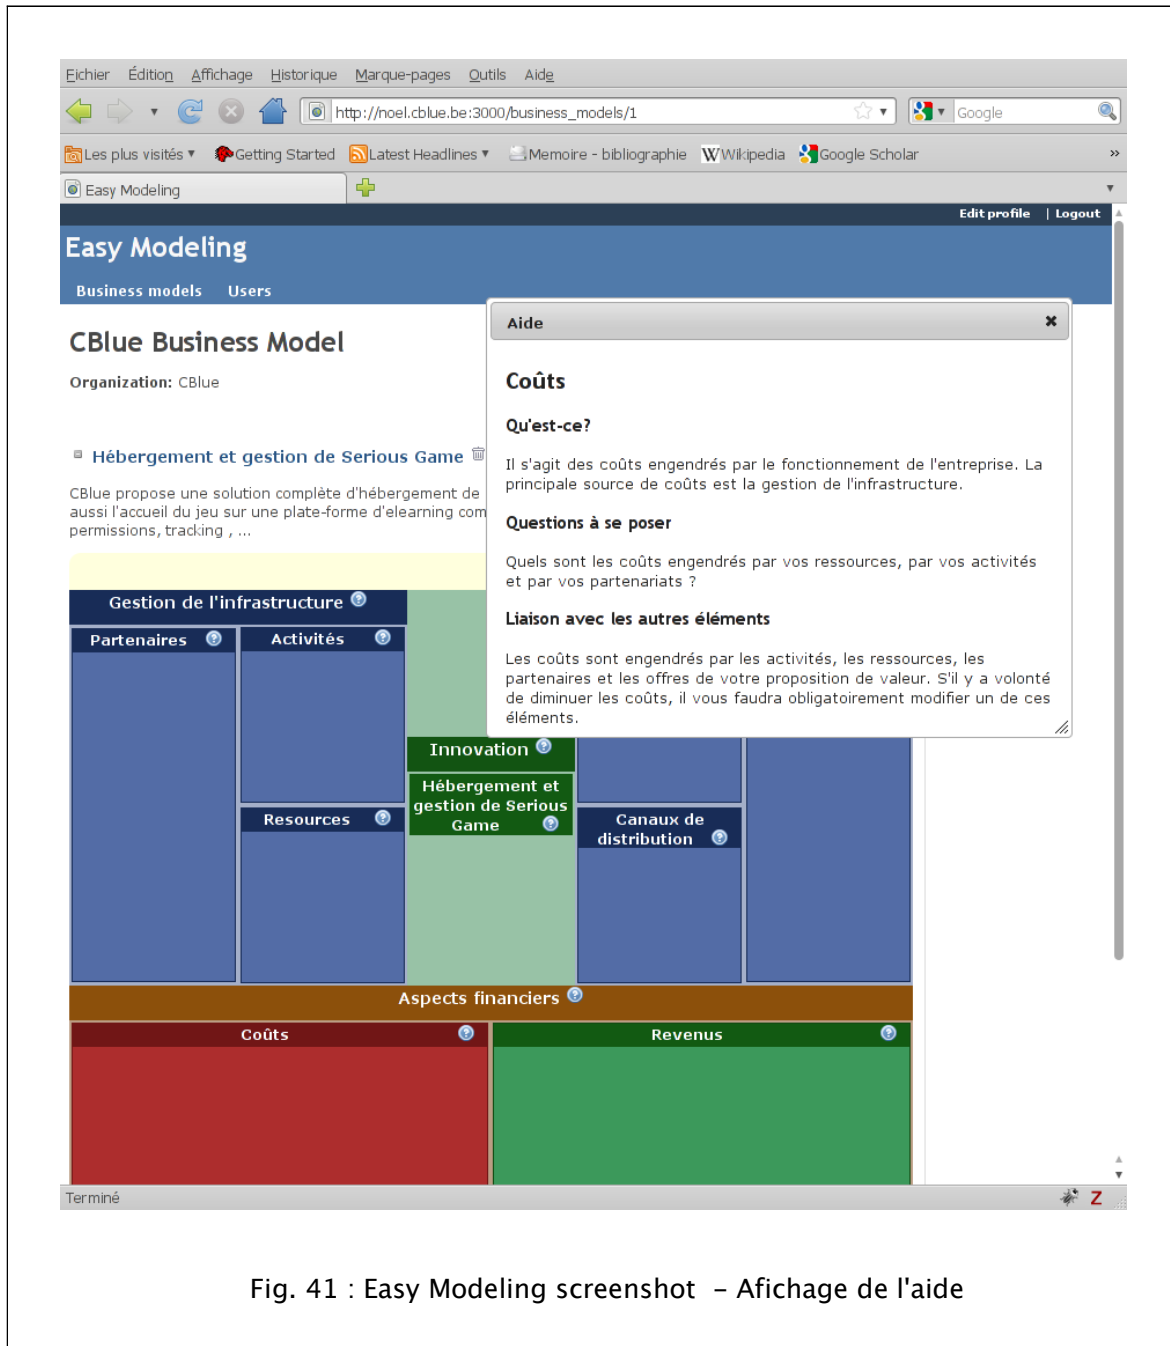 Fichier Édition Affichage Historique Marque-pages Outils Aide
http://noel.cblue.be:3000/business_models/1 Google
Les plus visités Getting Started Latest Headlines Memoire - bibliographie Wikipedia Google Scholar »
Easy Modeling
Edit profile | Logout
Easy Modeling
Business models Users
CBlue Business Model
Organization: CBlue
Hébergement et gestion de Serious Game
CBlue propose une solution complète d'hébergement de
aussi l'accueil du jeu sur une plate-forme d'elearning com
permissions, tracking , ...
Aide
Coûts
Qu'est-ce?
Il s'agit des coûts engendrés par le fonctionnement de l'entreprise. La
principale source de coûts est la gestion de l'infrastructure.
Questions à se poser
Quels sont les coûts engendrés par vos ressources, par vos activités
et par vos partenariats ?
Liaison avec les autres éléments
Les coûts sont engendrés par les activités, les ressources, les
partenaires et les offres de votre proposition de valeur. S'il y a volonté
de diminuer les coûts, il vous faudra obligatoirement modifier un de ces
éléments.
Gestion de l'infrastructure
Partenaires
Activités
Resources
Innovation
Hébergement et
gestion de Serious
Game
Canaux de
distribution
Aspects financiers
Coûts
Revenus
Terminé
Z
Fig. 41 : Easy Modeling screenshot – Afichage de l'aide